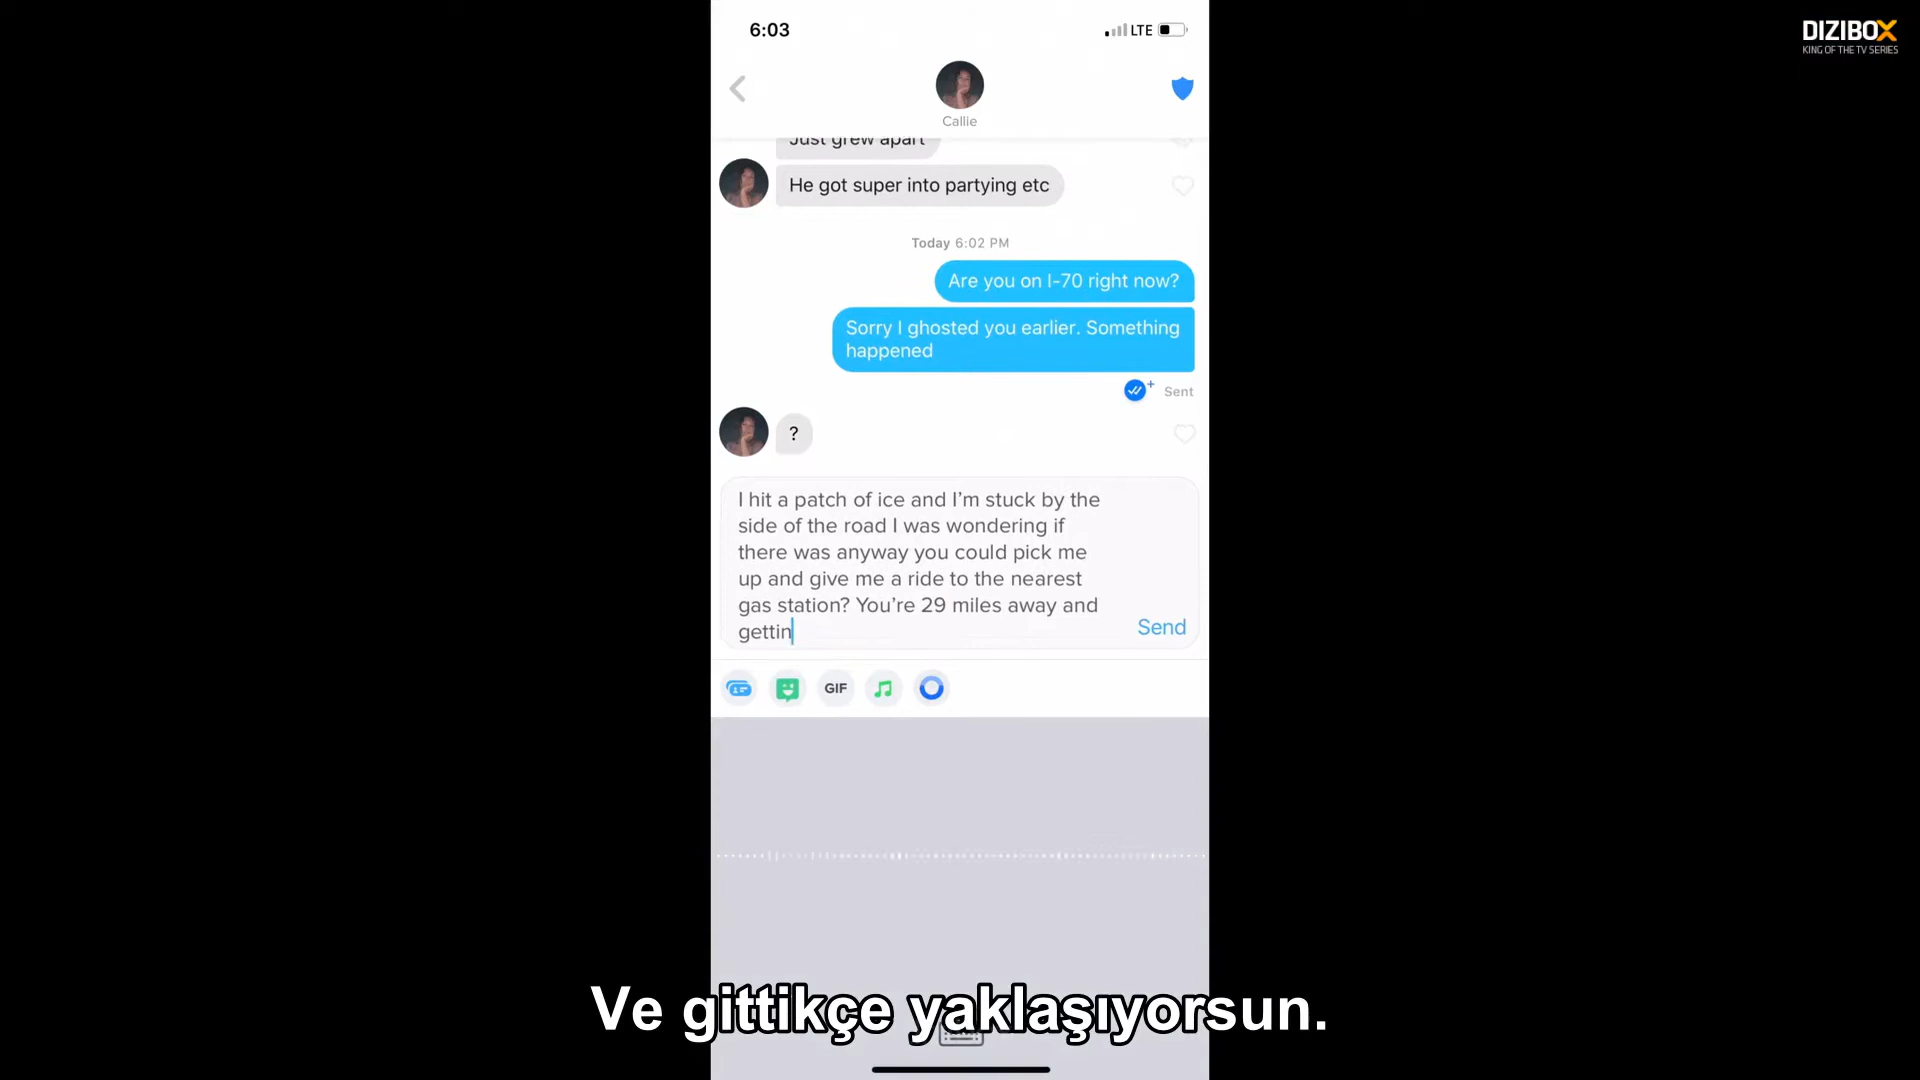 6:03
LTE
DIZIBOX
KING OF THE TV SERIES
Callie
Just grew apart
He got super into partying etc
Today 6:02 PM
Are you on I-70 right now?
Sorry I ghosted you earlier. Something
happened
Sent
?
I hit a patch of ice and I’m stuck by the
side of the road I was wondering if
there was anyway you could pick me
up and give me a ride to the nearest
gas station? You’re 29 miles away and
gettin
Send
GIF
Ve gittikçe yaklaşıyorsun.